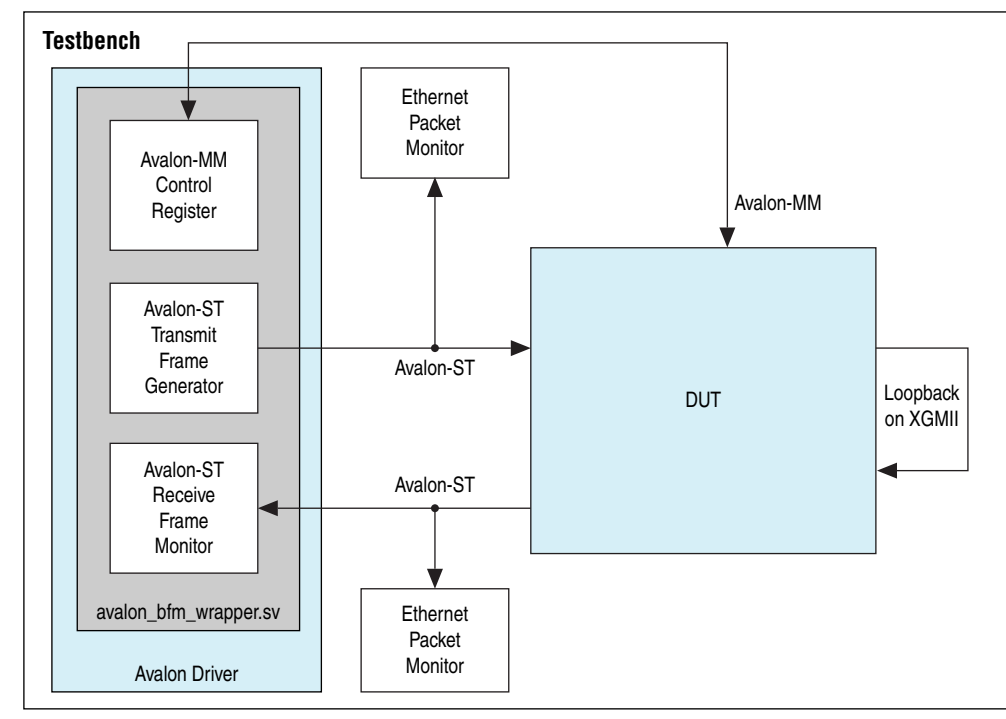 Testbench
Avalon-MM
Control
Register
Ethernet
Packet
Monitor
Avalon-MM
Avalon-ST
Transmit
Frame
Generator
Avalon-ST
DUT
Loopback
on XGMII
Avalon-ST
Receive
Frame
Monitor
Avalon-ST
avalon_bfm_wrapper.sv
Ethernet
Packet
Monitor
Avalon Driver